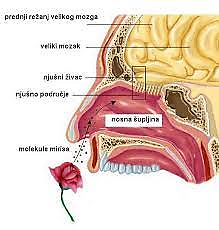 prednji režanj velikog mozga
veliki mozak
njušni živac
njušno područje
nosna šupljina
molekule mirisa